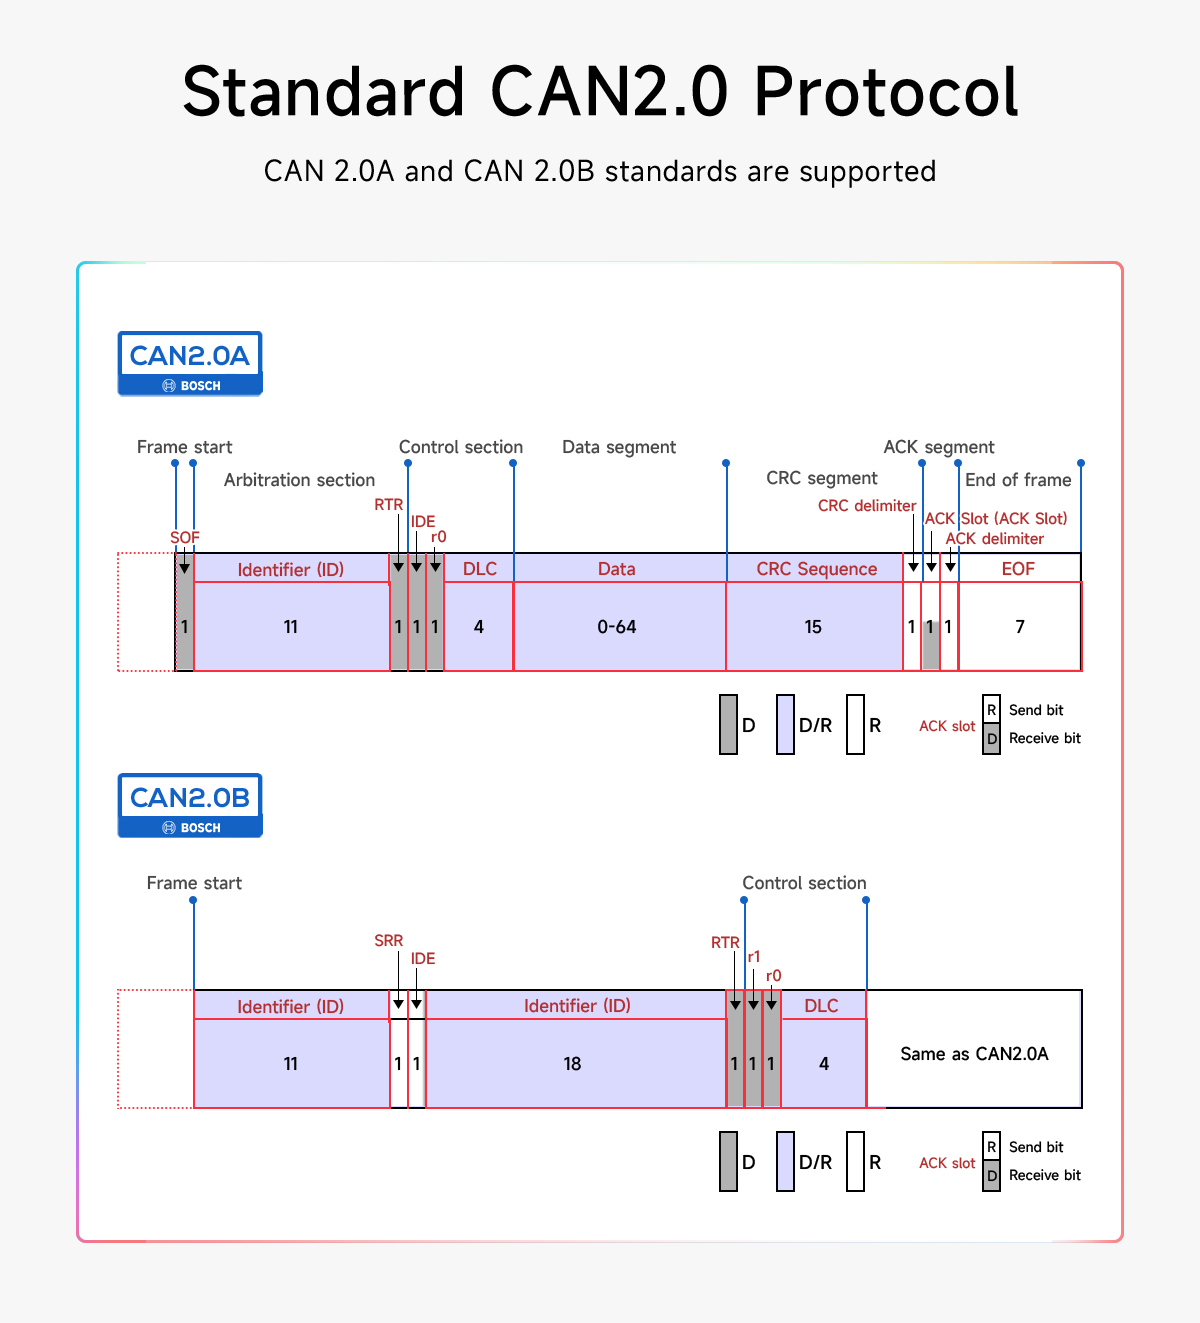 Standard CAN2.0 Protocol
CAN 2.0A and CAN 2.0B standards are supported
CAN2.0A
BOSCH
Frame start
Control section
Data segment
ACK segment
Arbitration section
CRC segment
End of frame
RTR
CRC delimiter
IDE
ACK Slot (ACK Slot)
SOF
r0
ACK delimiter
Identifier (ID)
DLC
Data
CRC Sequence
EOF
1
11
1
1
1
4
0-64
15
1
1
1
7
D
D/R
R
ACK slot
R
Send bit
D
Receive bit
CAN2.0B
BOSCH
Frame start
Control section
SRR
RTR
IDE
r1
r0
Identifier (ID)
Identifier (ID)
DLC
11
1
1
18
1
1
1
4
Same as CAN2.0A
D
D/R
R
ACK slot
R
Send bit
D
Receive bit